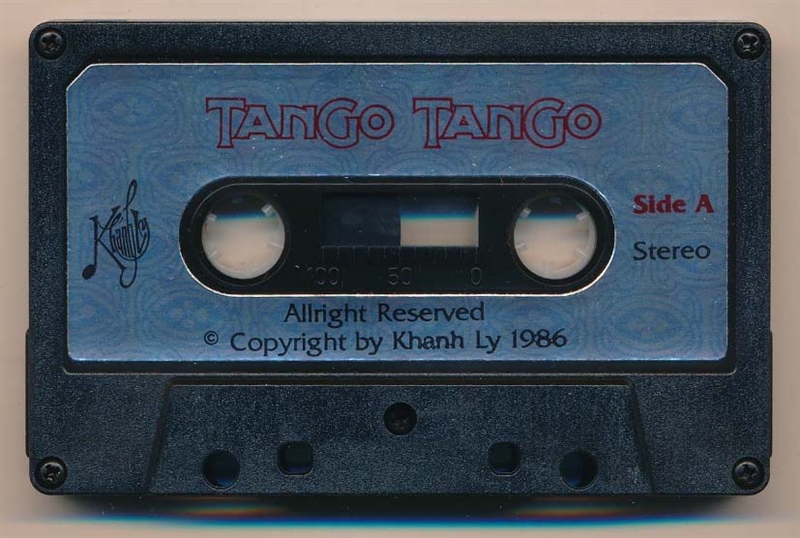 TANGO TANGO
Khanh Ly
Side A
Stereo
100 50 0
Allright Reserved
© Copyright by Khanh Ly 1986